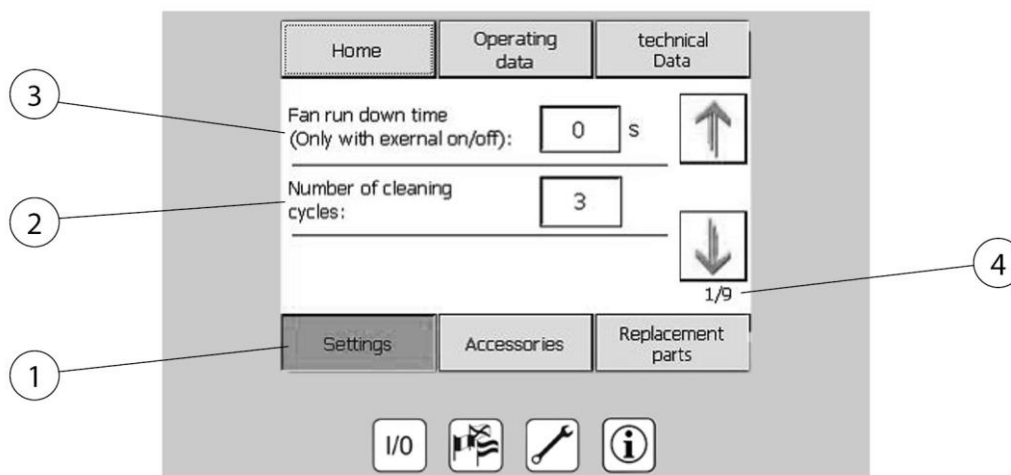 Home
Operating
data
technical
Data
3
Fan run down time
(Only with exernal on/off):
0
s
2
Number of cleaning
cycles:
3
4
1/9
1
Settings
Accessories
Replacement
parts
I/0
i